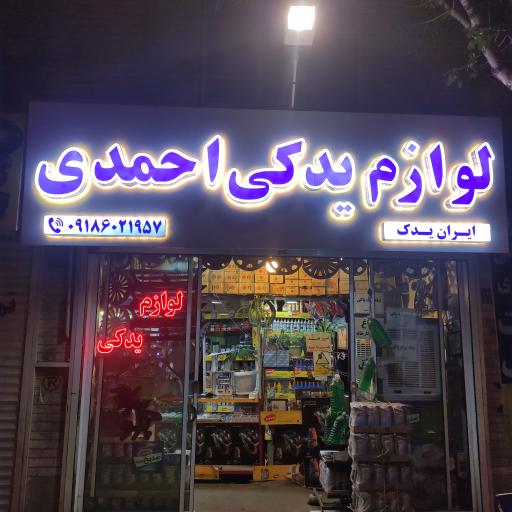 لوازم یدکی احمدی
ایران یدک
۰۹۱۸۶۰۲۱۹۵۷
لوازم
یدکی